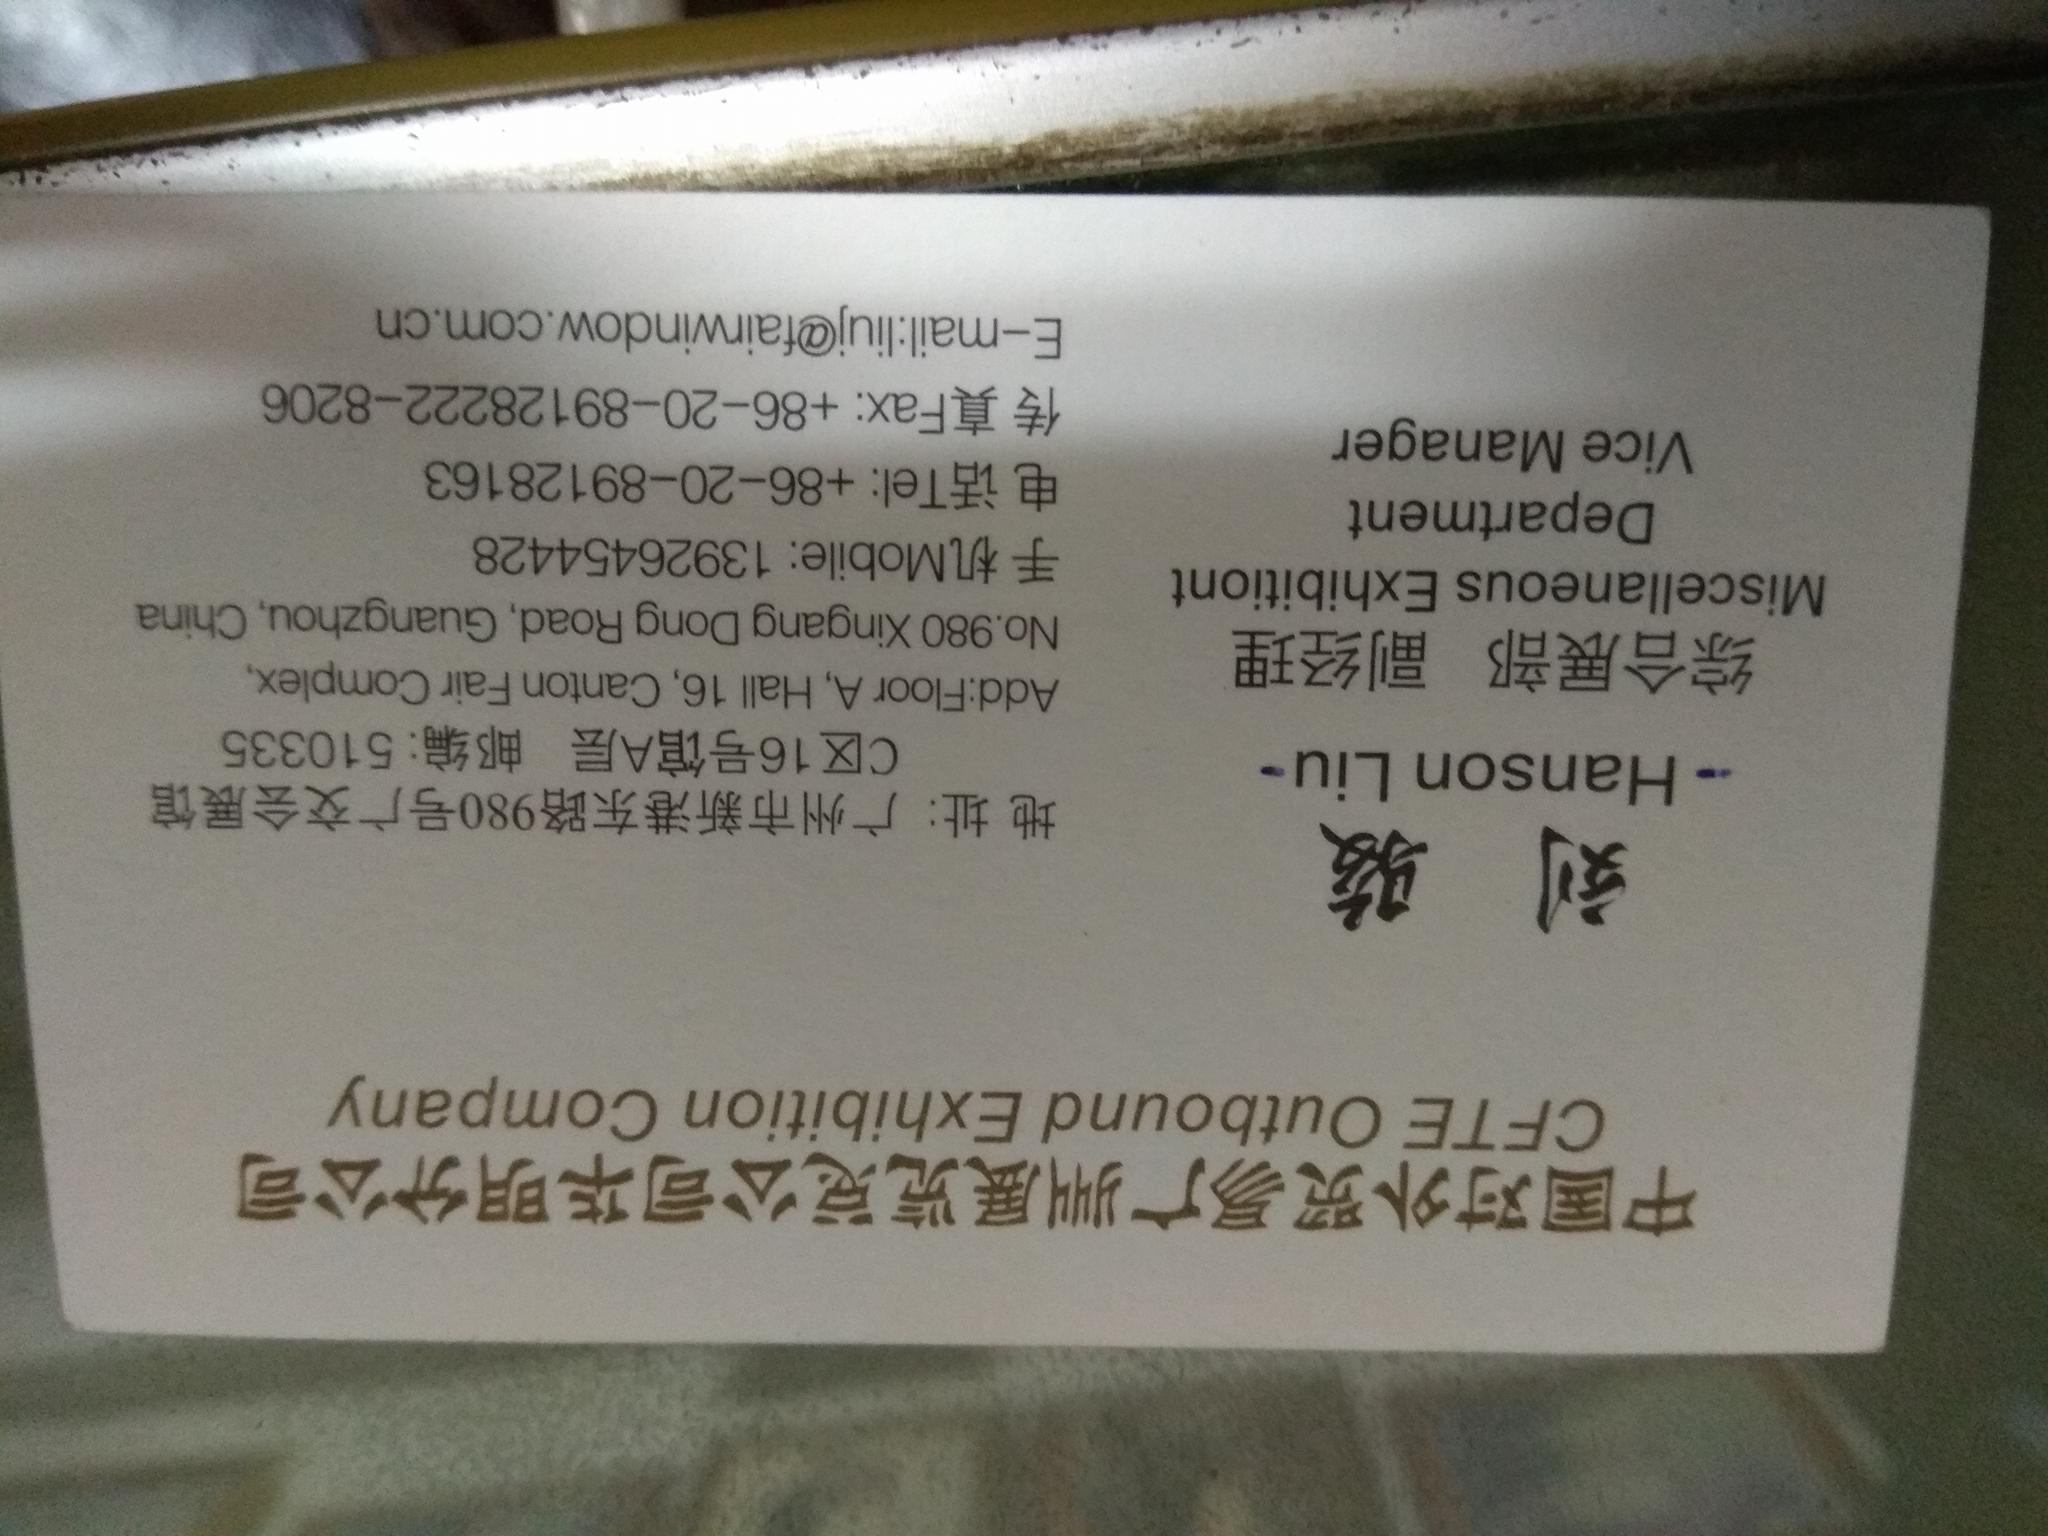 中国对外贸易广州展览总公司华明分公司
CFTE Outbound Exhibition Company
刘 骏
- Hanson Liu -
综合展部 副经理
Miscellaneous Exhibitiont
Department
Vice Manager
地 址: 广州市新港东路980号广交会展馆
C区16号馆A层 邮编: 510335
Add:Floor A, Hall 16, Canton Fair Complex,
No.980 Xingang Dong Road, Guangzhou, China
手 机Mobile: 13926454428
电 话Tel: +86-20-89128163
传 真Fax: +86-20-89128222-8206
E-mail:liuj@fairwindow.com.cn